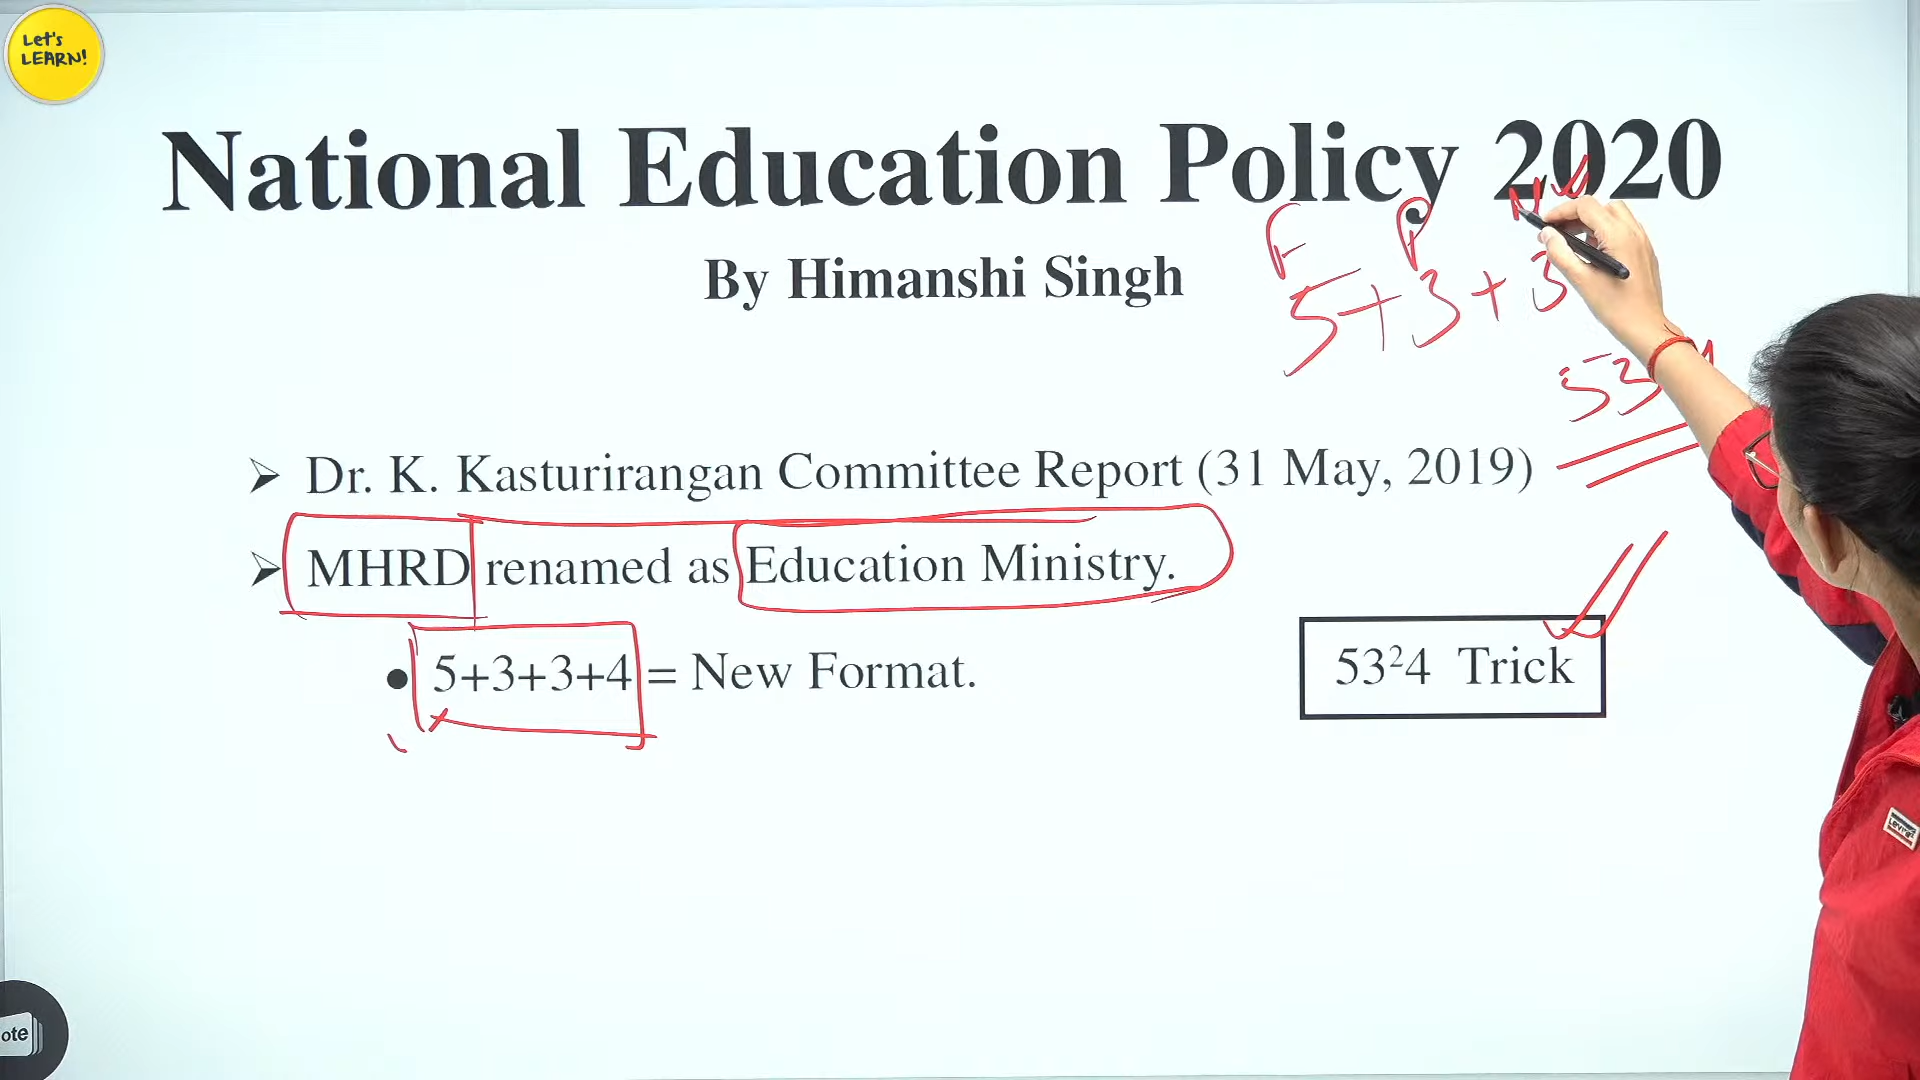 Let's
LEARN!
National Education Policy 2020
By Himanshi Singh
F P
5+3+3
53
➢ Dr. K. Kasturirangan Committee Report (31 May, 2019)
➢ MHRD renamed as Education Ministry.
• 5+3+3+4 = New Format.
53²4 Trick
ote